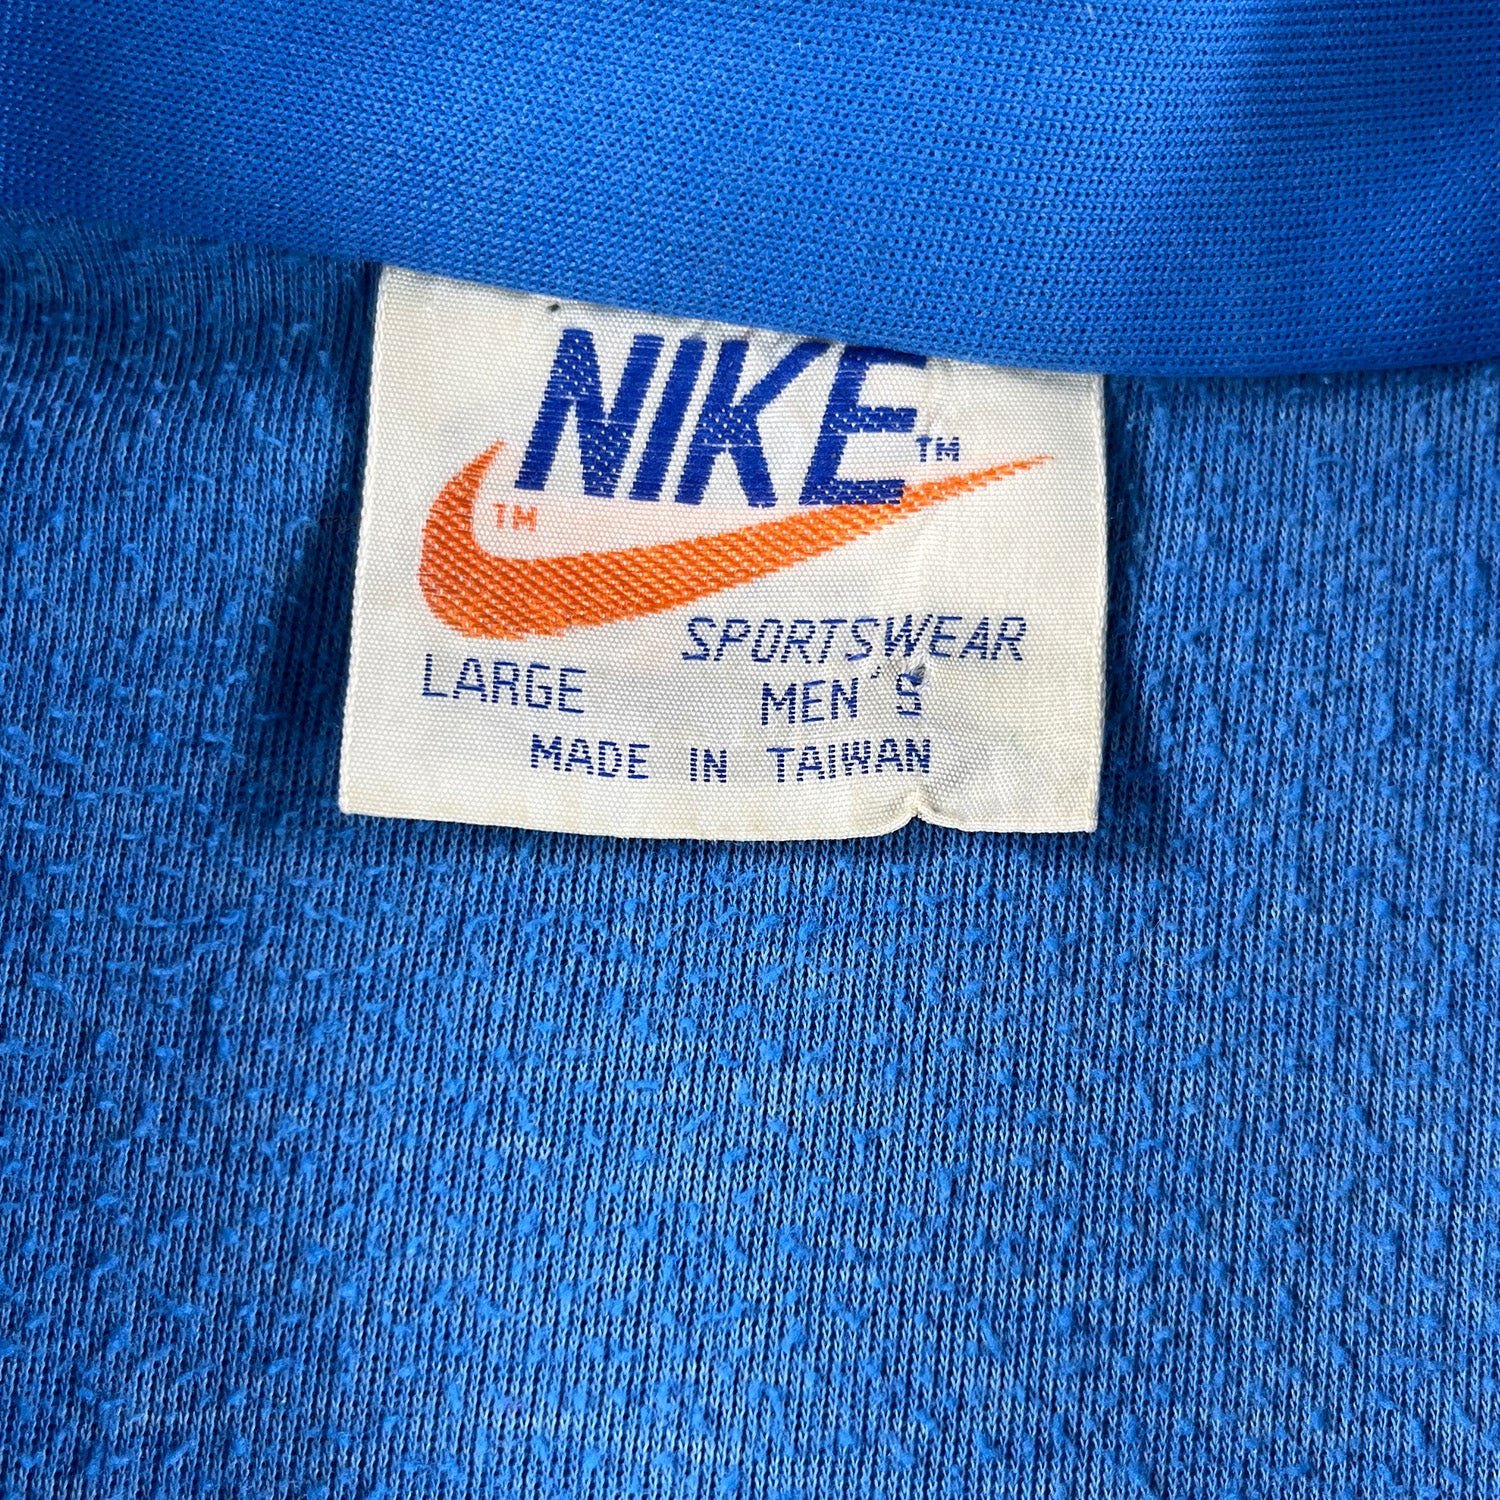 NIKE™
™
SPORTSWEAR
LARGE MEN'S
MADE IN TAIWAN